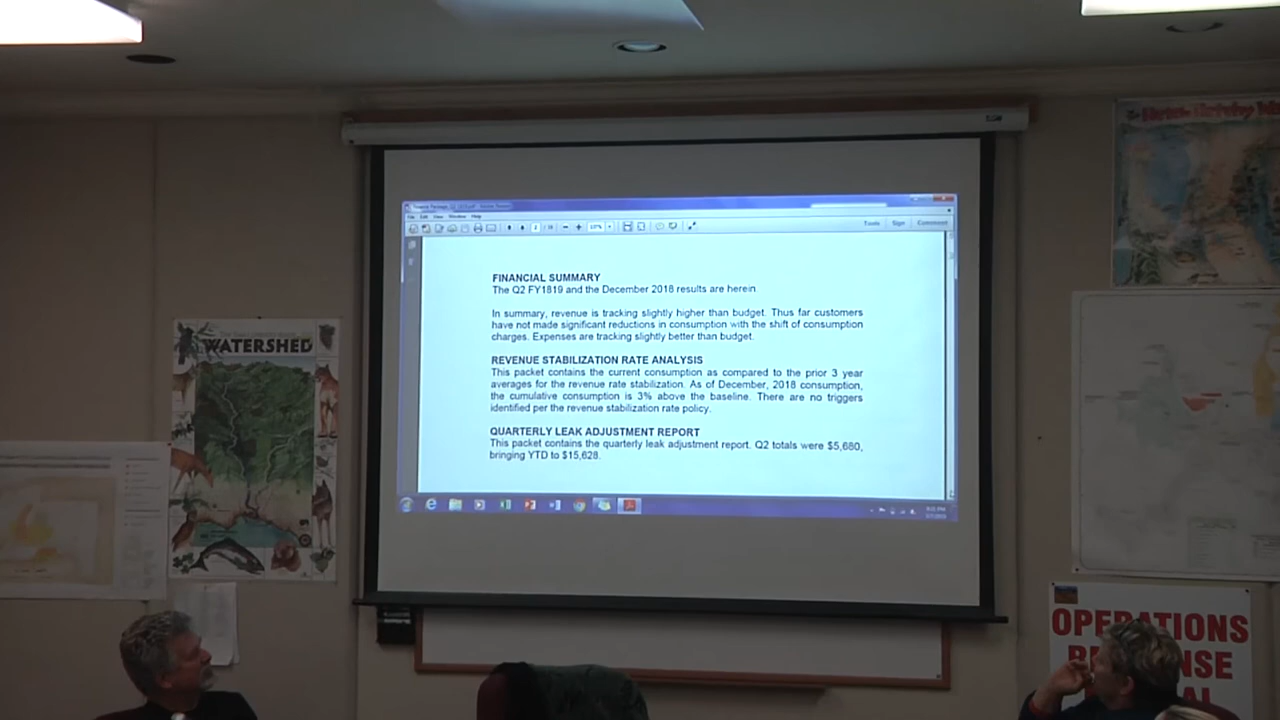 Tools Sign Comment
FINANCIAL SUMMARY
The Q2 FY1819 and the December 2018 results are herein
In summary, revenue is tracking slightly higher than budget. Thus far customers
have not made significant reductions in consumption with the shift of consumption
charges. Expenses are tracking slightly better than budget.
REVENUE STABILIZATION RATE ANALYSIS
This packet contains the current consumption as compared to the prior 3 year
averages for the revenue rate stabilization. As of December, 2018 consumption,
the cumulative consumption is 3% above the baseline. There are no triggers
identified per the revenue stabilization rate policy.
QUARTERLY LEAK ADJUSTMENT REPORT
This packet contains the quarterly leak adjustment report. Q2 totals were $5,680,
bringing YTD to $15,628.
WATERSHED
OPERATIONS